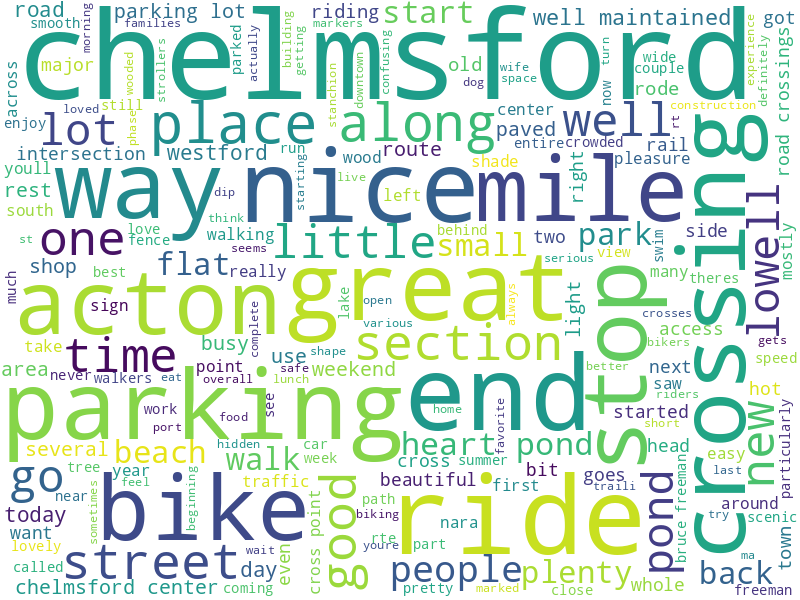 road
smooth
morning
families
parking lot
riding
markers
start
well maintained
got
major
strollers
parked
actually
building
getting
confusing
old
wife
space
turn
wide
couple
experience
definitely
chelmsford
across
phase
wooded
still
stanchion
downtown
dog
now
rode
construction
enjoy
loved
lot
place
along
well
center
paved
entire
crowded
rail
rt
road crossings
intersection
westford
run
wood
route
pleasure
youll
rest
south
st
way
dip
starting
live
nice
shade
left
right
mile
lowell
mostly
love
fence
think
walking
seems
behind
two
park
side
swim
one
little
small
view
serious
many
theres
shop
flat
really
much
best
sign
acton
great
lake
open
various
always
light
stop
crossing
crosses
access
bikers
gets
take
busy
complete
time
section
use
shape
better
next
speed
area
never
walkers
eat
point
overall
safe
lunch
weekend
saw
riders
hot
work
port
food
see
parking
end
home
favorite
started
short
new
particularly
several
beach
hidden
car
week
heart pond
head
easy
tree
year
walk
cross
summer
bit
goes
last
go
near
feel
traffic
beautiful
first
pond
around
scenic
today
want
sometimes
beginning
bike
cross point
good
path
biking
ride
traili
try
bruce freeman
town
lovely
called
street
wait
day
even
rte
youre
part
nara
people
plenty
whole
back
ma
chelmsford center
coming
pretty
marked
close
freeman